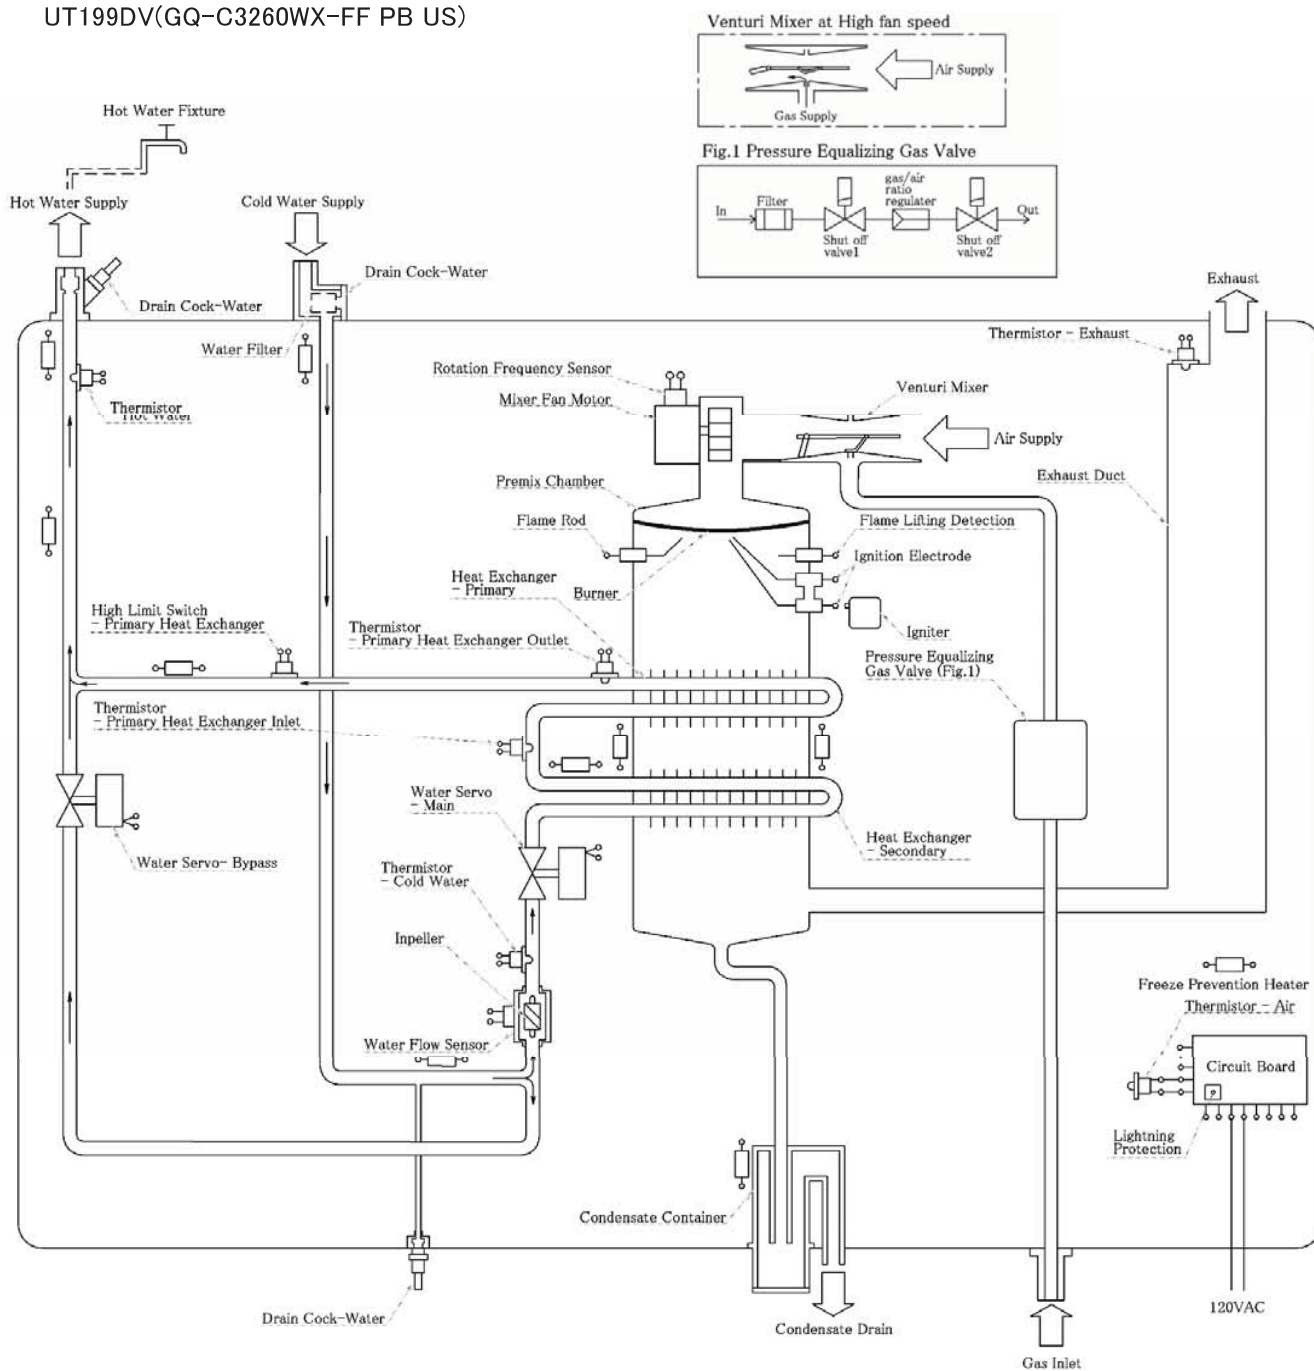 UT199DV(GQ-C3260WX-FF PB US)
Venturi Mixer at High fan speed
Air Supply
Gas Supply
Fig.1 Pressure Equalizing Gas Valve
gas/air
ratio
regulater
In
Filter
Out
Shut off
valve1
Shut off
valve2
Hot Water Fixture
Hot Water Supply
Cold Water Supply
Drain Cock-Water
Drain Cock-Water
Water Filter
Exhaust
Thermistor - Exhaust
Rotation Frequency Sensor
Mixer Fan Motor
Venturi Mixer
Thermistor
Hot Water
Air Supply
Premix Chamber
Exhaust Duct
Flame Rod
Flame Lifting Detection
Ignition Electrode
Heat Exchanger
- Primary
Burner
High Limit Switch
- Primary Heat Exchanger
Thermistor
- Primary Heat Exchanger Outlet
Igniter
Pressure Equalizing
Gas Valve (Fig.1)
Thermistor
- Primary Heat Exchanger Inlet
Water Servo
- Main
Water Servo- Bypass
Heat Exchanger
- Secondary
Thermistor
- Cold Water
Inpeller
Water Flow Sensor
Freeze Prevention Heater
Thermistor - Air
Circuit Board
Lightning
Protection
Condensate Container
Drain Cock-Water
Condensate Drain
120VAC
Gas Inlet